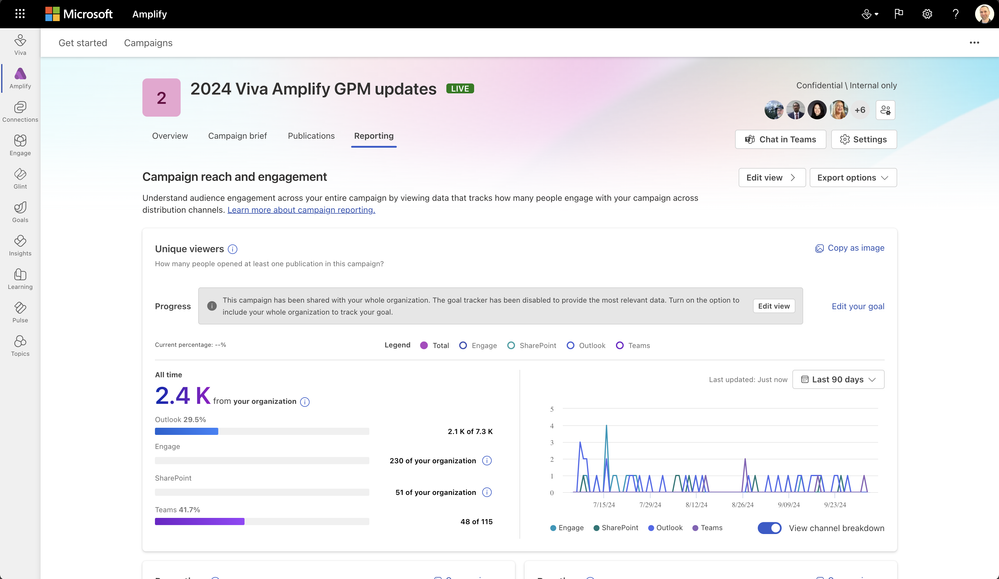 Microsoft Amplify
Get started Campaigns
Viva
Amplify
Connections
Engage
Glint
Goals
Insights
Learning
Pulse
Topics
2
2024 Viva Amplify GPM updates LIVE
Confidential \ Internal only
+6
Overview Campaign brief Publications Reporting
Chat in Teams Settings
Campaign reach and engagement
Edit view Export options
Understand audience engagement across your entire campaign by viewing data that tracks how many people engage with your campaign across
distribution channels. Learn more about campaign reporting.
Unique viewers
Copy as image
How many people opened at least one publication in this campaign?
Progress
This campaign has been shared with your whole organization. The goal tracker has been disabled to provide the most relevant data. Turn on the option to
include your whole organization to track your goal.
Edit view
Edit your goal
Current percentage: --%
Legend Total Engage SharePoint Outlook Teams
All time
2.4 K from your organization
Outlook 29.5%
2.1 K of 7.3 K
Engage
230 of your organization
SharePoint
51 of your organization
Teams 41.7%
48 of 115
Last updated: Just now Last 90 days
5
4
3
2
1
0
7/15/24 7/29/24 8/12/24 8/26/24 9/09/24 9/23/24
Engage SharePoint Outlook Teams
View channel breakdown